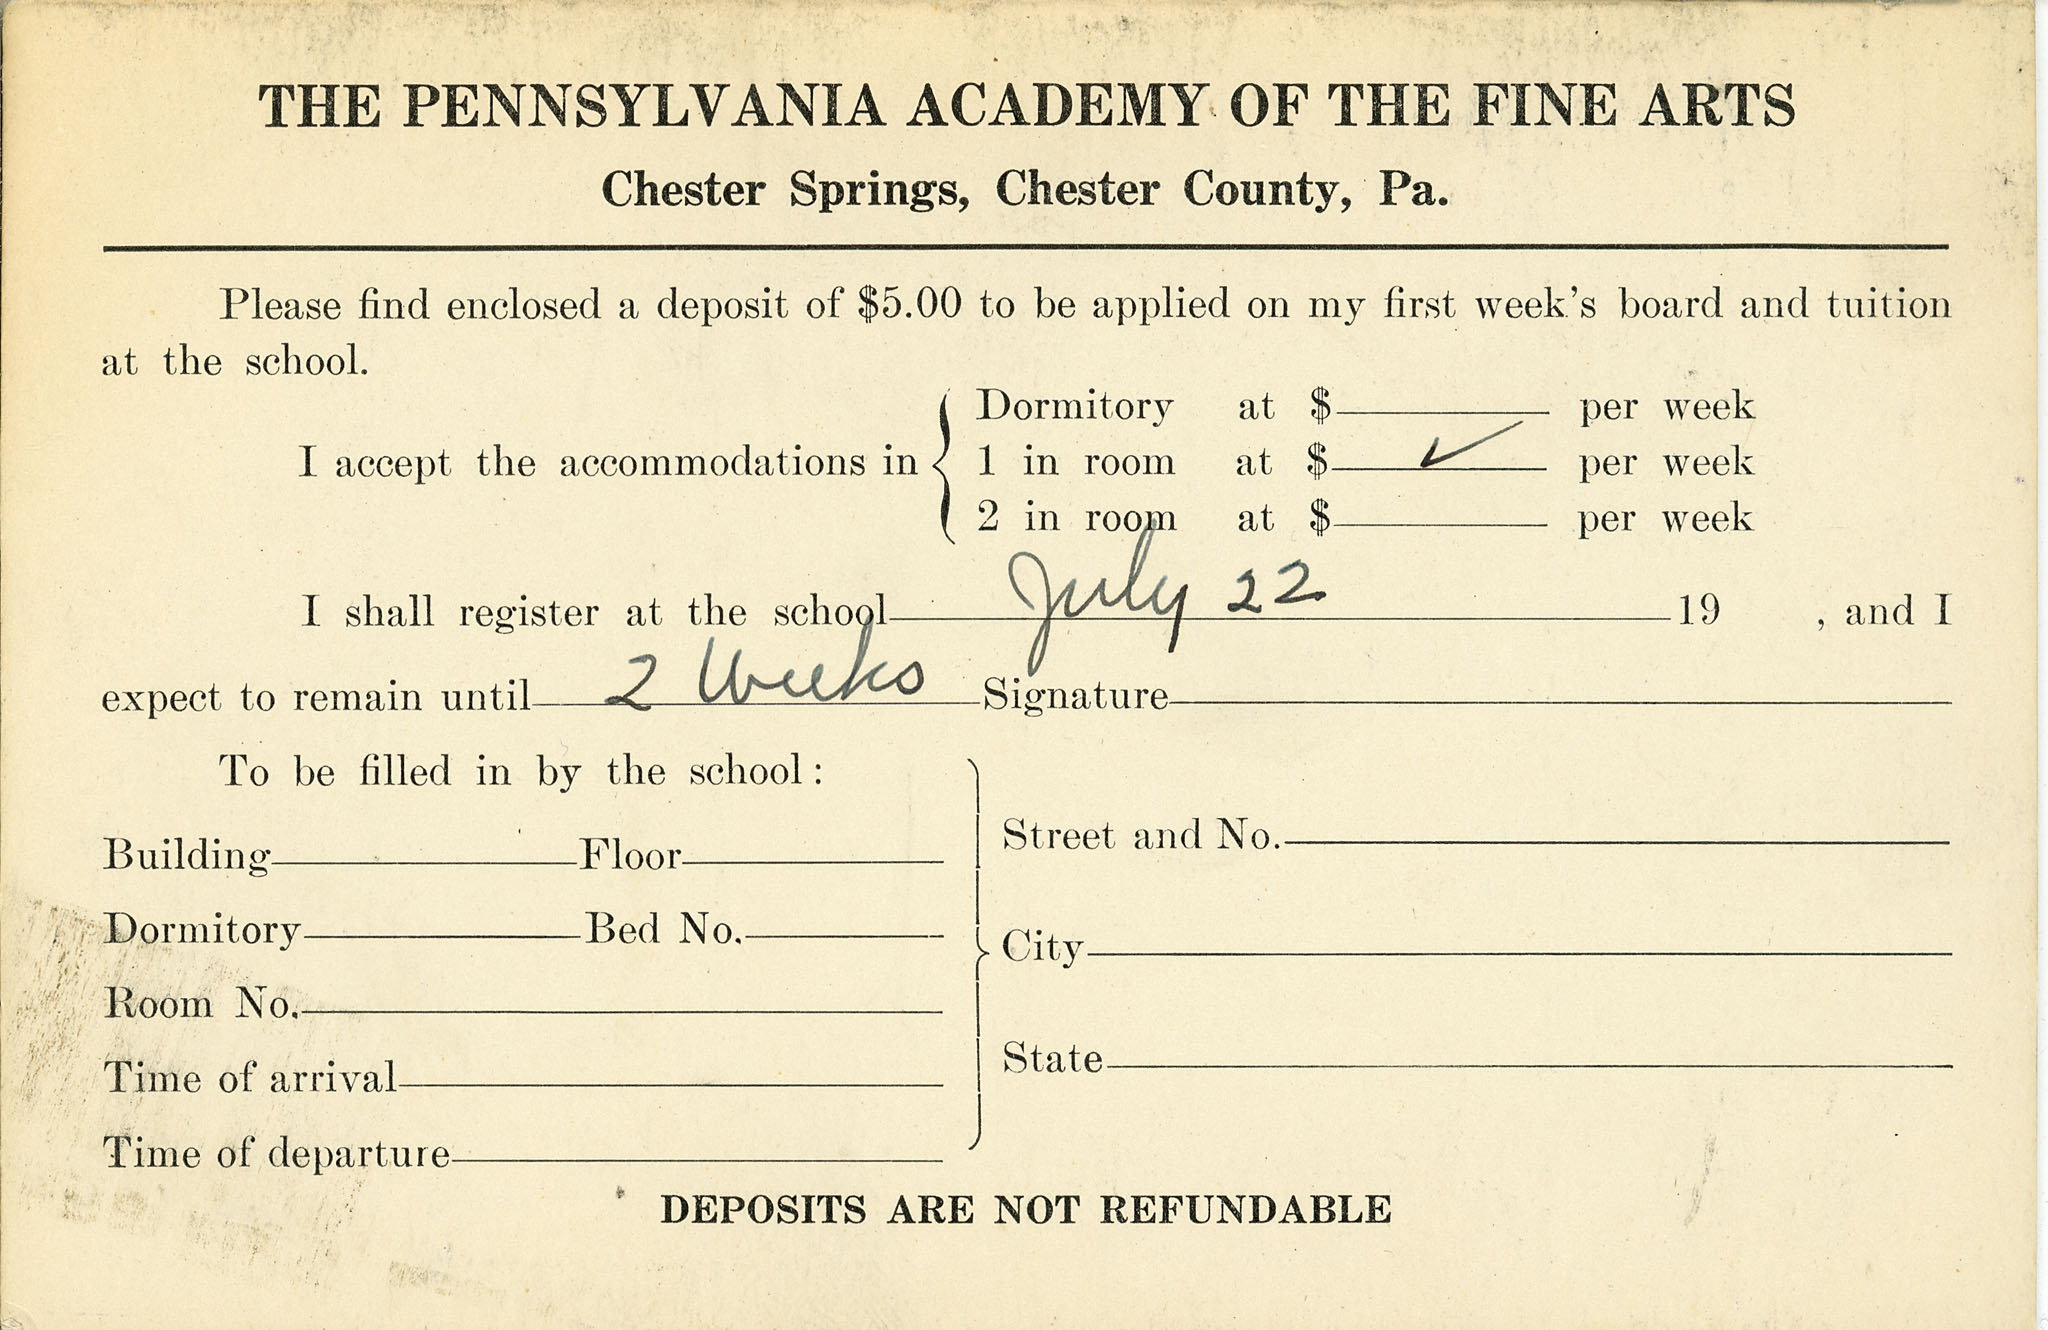 THE PENNSYLVANIA ACADEMY OF THE FINE ARTS
Chester Springs, Chester County, Pa.
Please find enclosed a deposit of $5.00 to be applied on my first week's board and tuition
at the school.
Dormitory at $ per week
I accept the accommodations in 1 in room at $ ✓ per week
2 in room at $ per week
I shall register at the school July 22 19 , and I
expect to remain until 2 Weeks Signature
To be filled in by the school:
Building Floor
Dormitory Bed No.
Room No.
Time of arrival
Time of departure
Street and No.
City
State
DEPOSITS ARE NOT REFUNDABLE